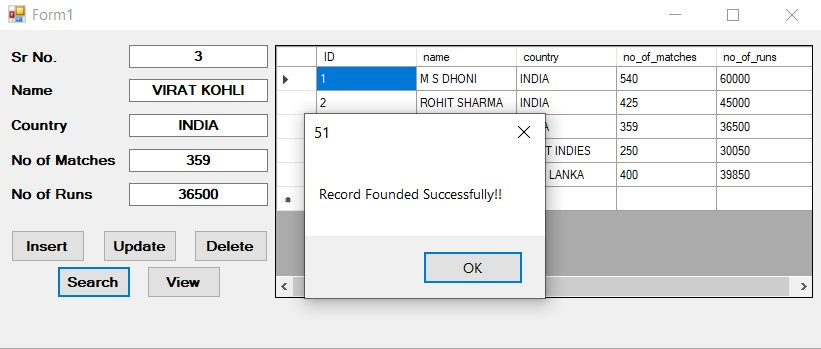 Form1
Sr No. 3
Name VIRAT KOHLI
Country INDIA
No of Matches 359
No of Runs 36500
Insert Update Delete
Search View
ID name country no_of_matches no_of_runs
1 M S DHONI INDIA 540 60000
2 ROHIT SHARMA INDIA 425 45000
359 36500
T INDIES 250 30050
LANKA 400 39850
51
Record Founded Successfully!!
OK